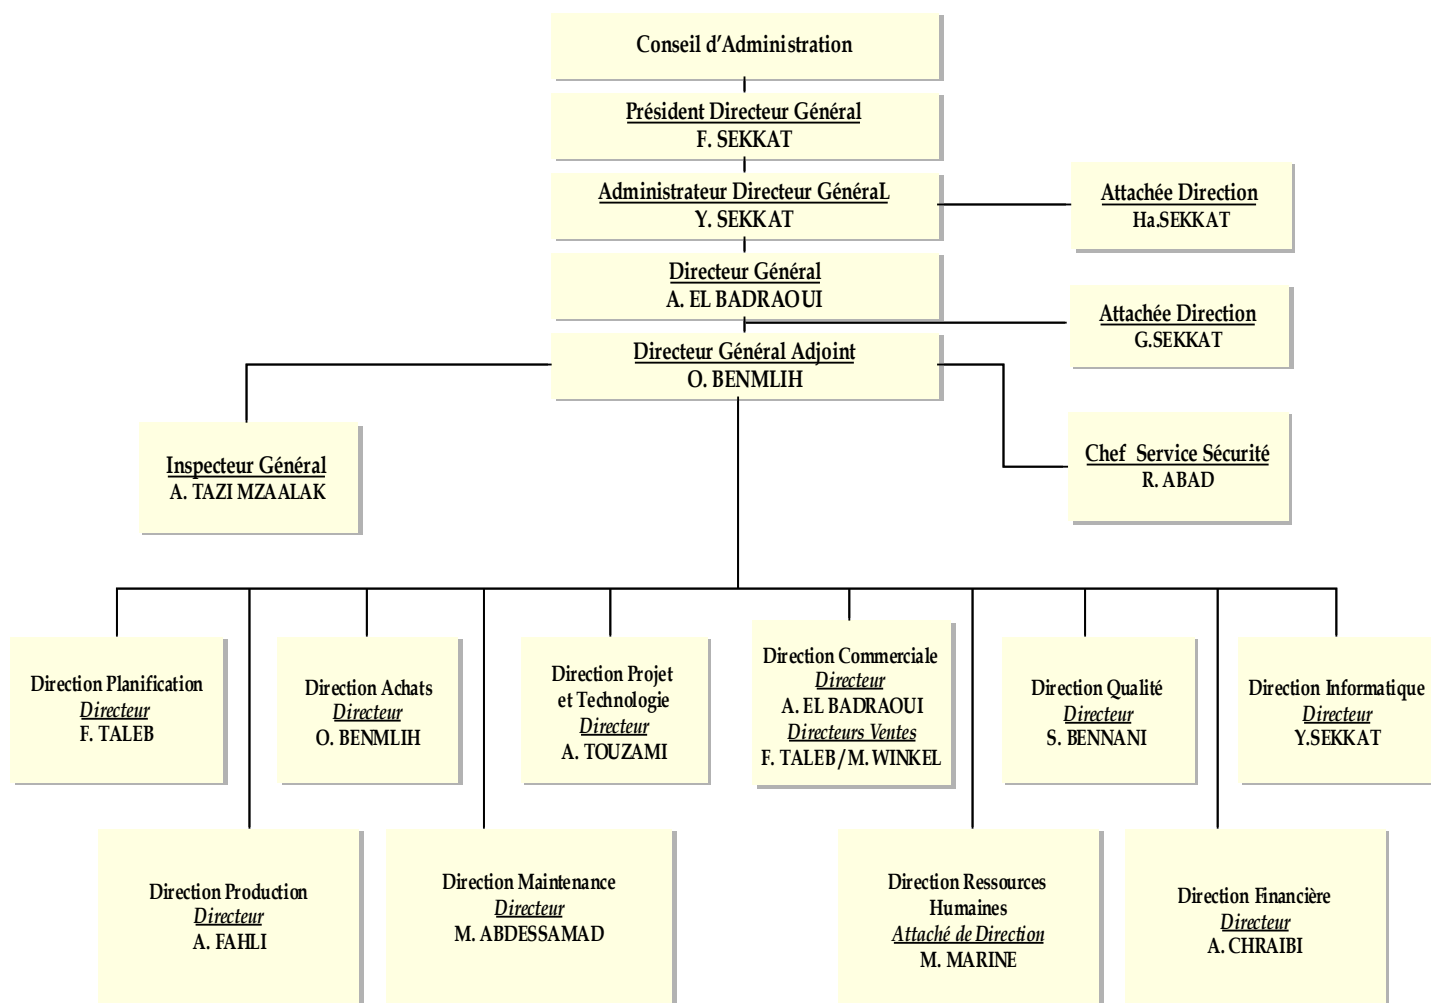 Conseil d'Administration
Président Directeur Général
F. SEKKAT
Administrateur Directeur GénéraL
Y. SEKKAT
Attachée Direction
Ha.SEKKAT
Directeur Général
A. EL BADRAOUI
Attachée Direction
G.SEKKAT
Directeur Général Adjoint
O. BENMLIH
Inspecteur Général
A. TAZI MZAALAK
Chef Service Sécurité
R. ABAD
Direction Planification
Directeur
F. TALEB
Direction Achats
Directeur
O. BENMLIH
Direction Projet
et Technologie
Directeur
A. TOUZAMI
Direction Commerciale
Directeur
A. EL BADRAOUI
Directeurs Ventes
F. TALEB/M. WINKEL
Direction Qualité
Directeur
S. BENNANI
Direction Informatique
Directeur
Y.SEKKAT
Direction Production
Directeur
A. FAHLI
Direction Maintenance
Directeur
M. ABDESSAMAD
Direction Ressources
Humaines
Attaché de Direction
M. MARINE
Direction Financière
Directeur
A. CHRAIBI